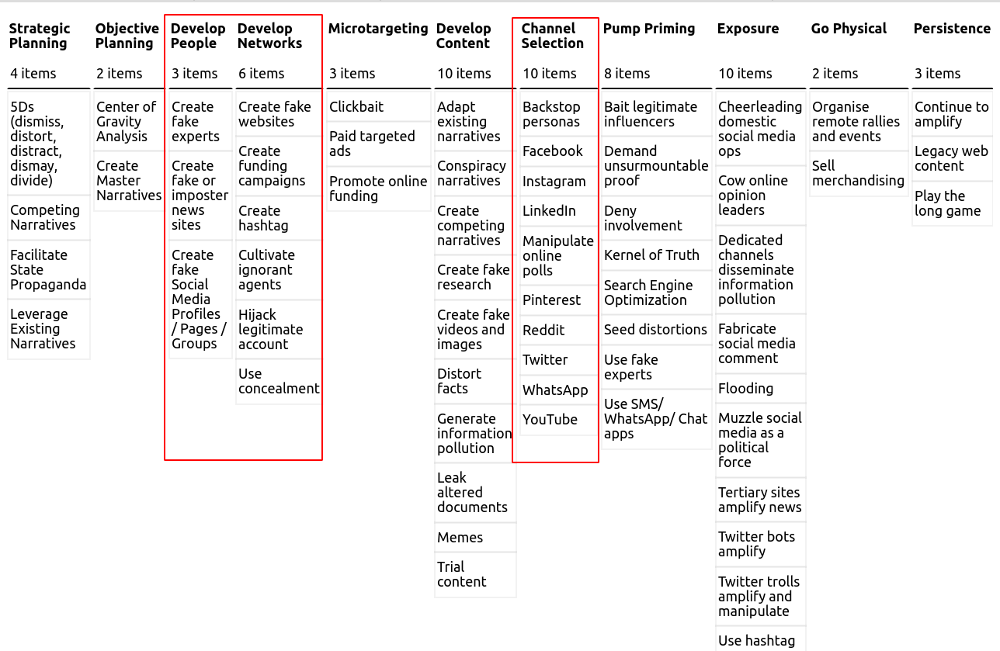 Strategic
Planning
4 items
5Ds
(dismiss,
distort,
distract,
dismay,
divide)
Competing
Narratives
Facilitate
State
Propaganda
Leverage
Existing
Narratives
Objective
Planning
2 items
Center of
Gravity
Analysis
Create
Master
Narratives
Develop
People
3 items
Create
fake
experts
Create
fake or
imposter
news
sites
Create
fake
Social
Media
Profiles
/ Pages /
Groups
Develop
Networks
6 items
Create fake
websites
Create
funding
campaigns
Create
hashtag
Cultivate
ignorant
agents
Hijack
legitimate
account
Use
concealment
Microtargeting
3 items
Clickbait
Paid targeted
ads
Promote online
funding
Develop
Content
10 items
Adapt
existing
narratives
Conspiracy
narratives
Create
competing
narratives
Create fake
research
Create fake
videos and
images
Distort
facts
Generate
information
pollution
Leak
altered
documents
Memes
Trial
content
Channel
Selection
10 items
Backstop
personas
Facebook
Instagram
LinkedIn
Manipulate
online
polls
Pinterest
Reddit
Twitter
WhatsApp
YouTube
Pump Priming
8 items
Bait legitimate
influencers
Demand
unsurmountable
proof
Deny
involvement
Kernel of Truth
Search Engine
Optimization
Seed distortions
Use fake
experts
Use SMS/
WhatsApp/ Chat
apps
Exposure
10 items
Cheerleading
domestic
social media
ops
Cow online
opinion
leaders
Dedicated
channels
disseminate
information
pollution
Fabricate
social media
comment
Flooding
Muzzle social
media as a
political
force
Tertiary sites
amplify news
Twitter bots
amplify
Twitter trolls
amplify and
manipulate
Use hashtag
Go Physical
2 items
Organise
remote rallies
and events
Sell
merchandising
Persistence
3 items
Continue to
amplify
Legacy web
content
Play the
long game